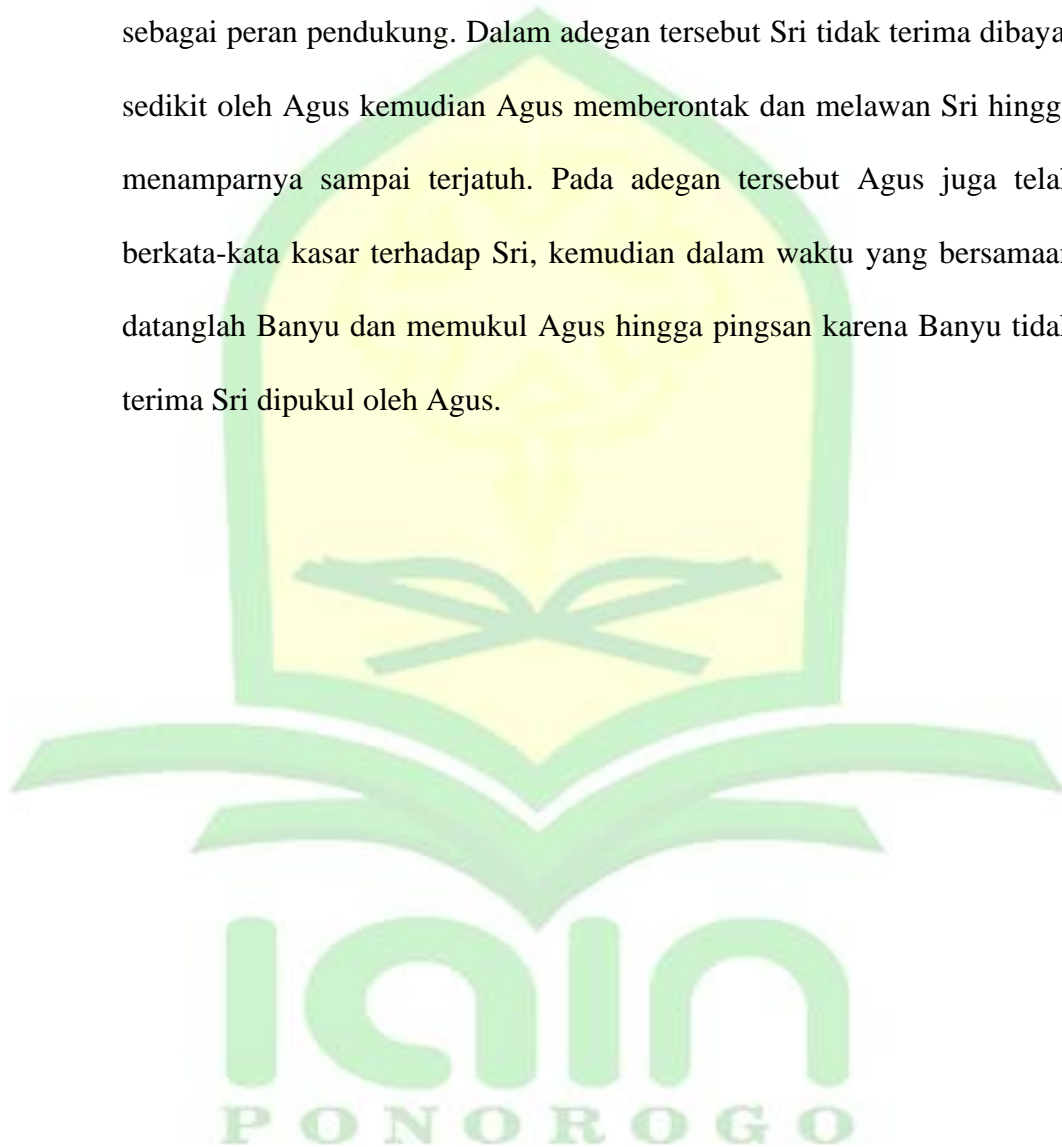 sebagai peran pendukung. Dalam adegan tersebut Sri tidak terima dibaya
sedikit oleh Agus kemudian Agus memberontak dan melawan Sri hingg
menamparnya sampai terjatuh. Pada adegan tersebut Agus juga tela
berkata-kata kasar terhadap Sri, kemudian dalam waktu yang bersamaa
datanglah Banyu dan memukul Agus hingga pingsan karena Banyu tida
terima Sri dipukul oleh Agus.
iain
PONOROGO